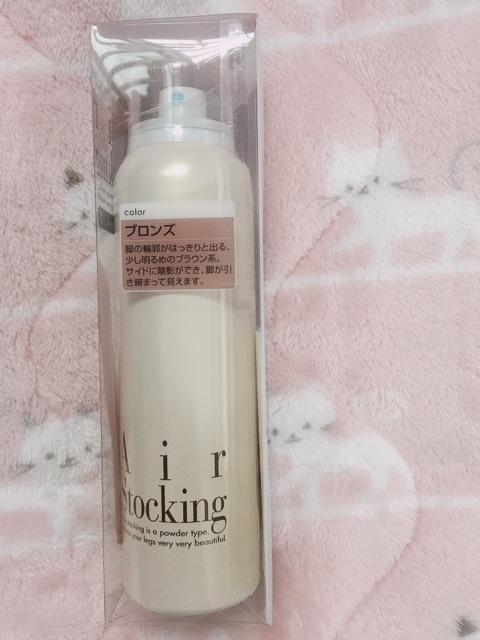 color
ブロンズ
脚の輪郭がはっきりと出る、
少し明るめのブラウン系。
サイドに陰影ができ、脚が引
き締まって見えます。
Air
Stocking
stocking is a powder type.
your legs very very beautiful.